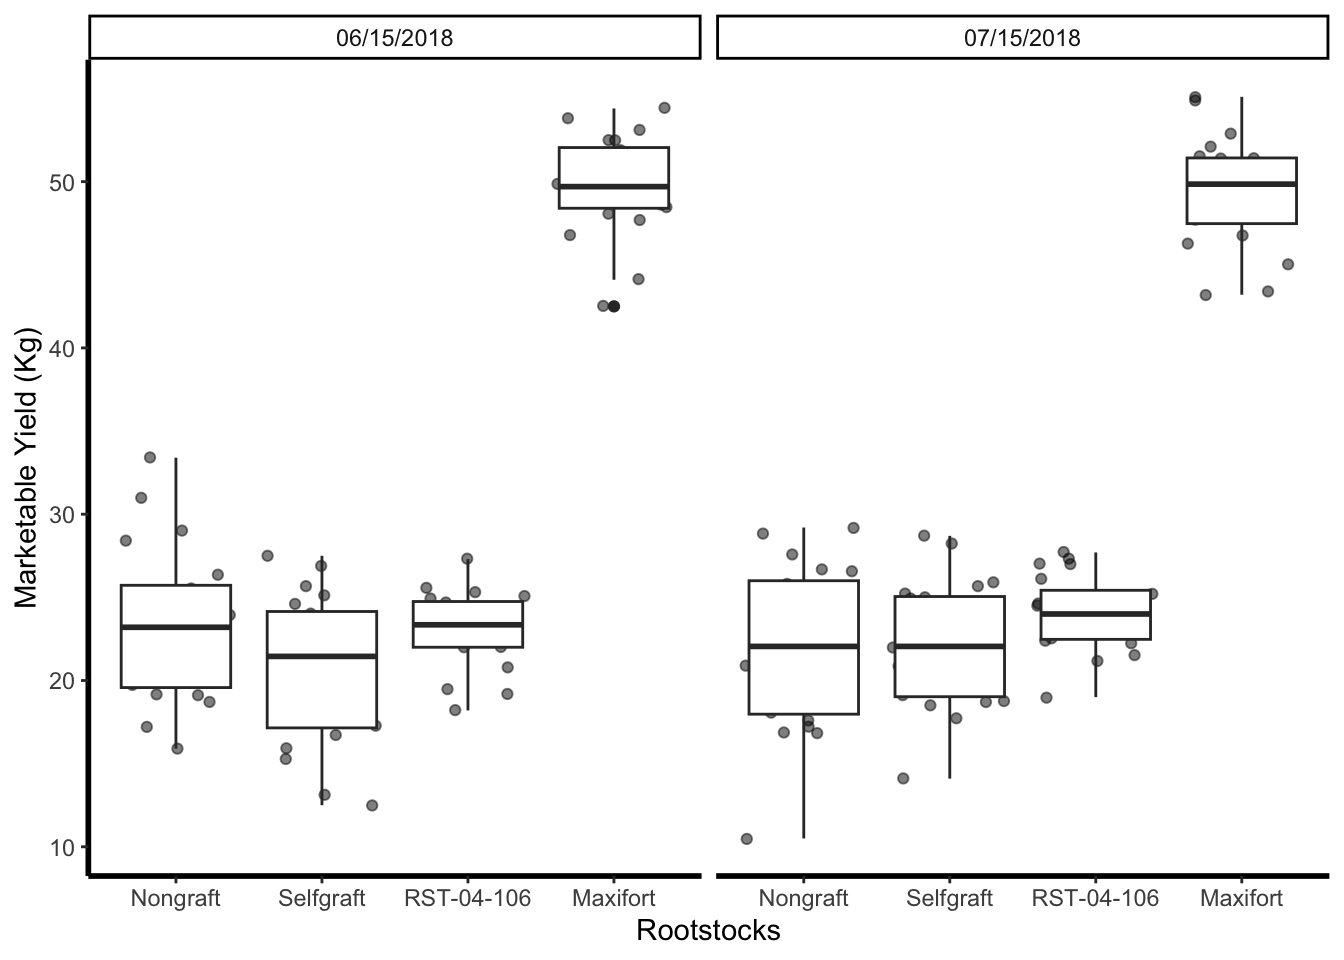 06/15/2018
07/15/2018
Marketable Yield (Kg)
50
40
30
20
10
Nongraft Selfgraft RST-04-106 Maxifort
Nongraft Selfgraft RST-04-106 Maxifort
Rootstocks